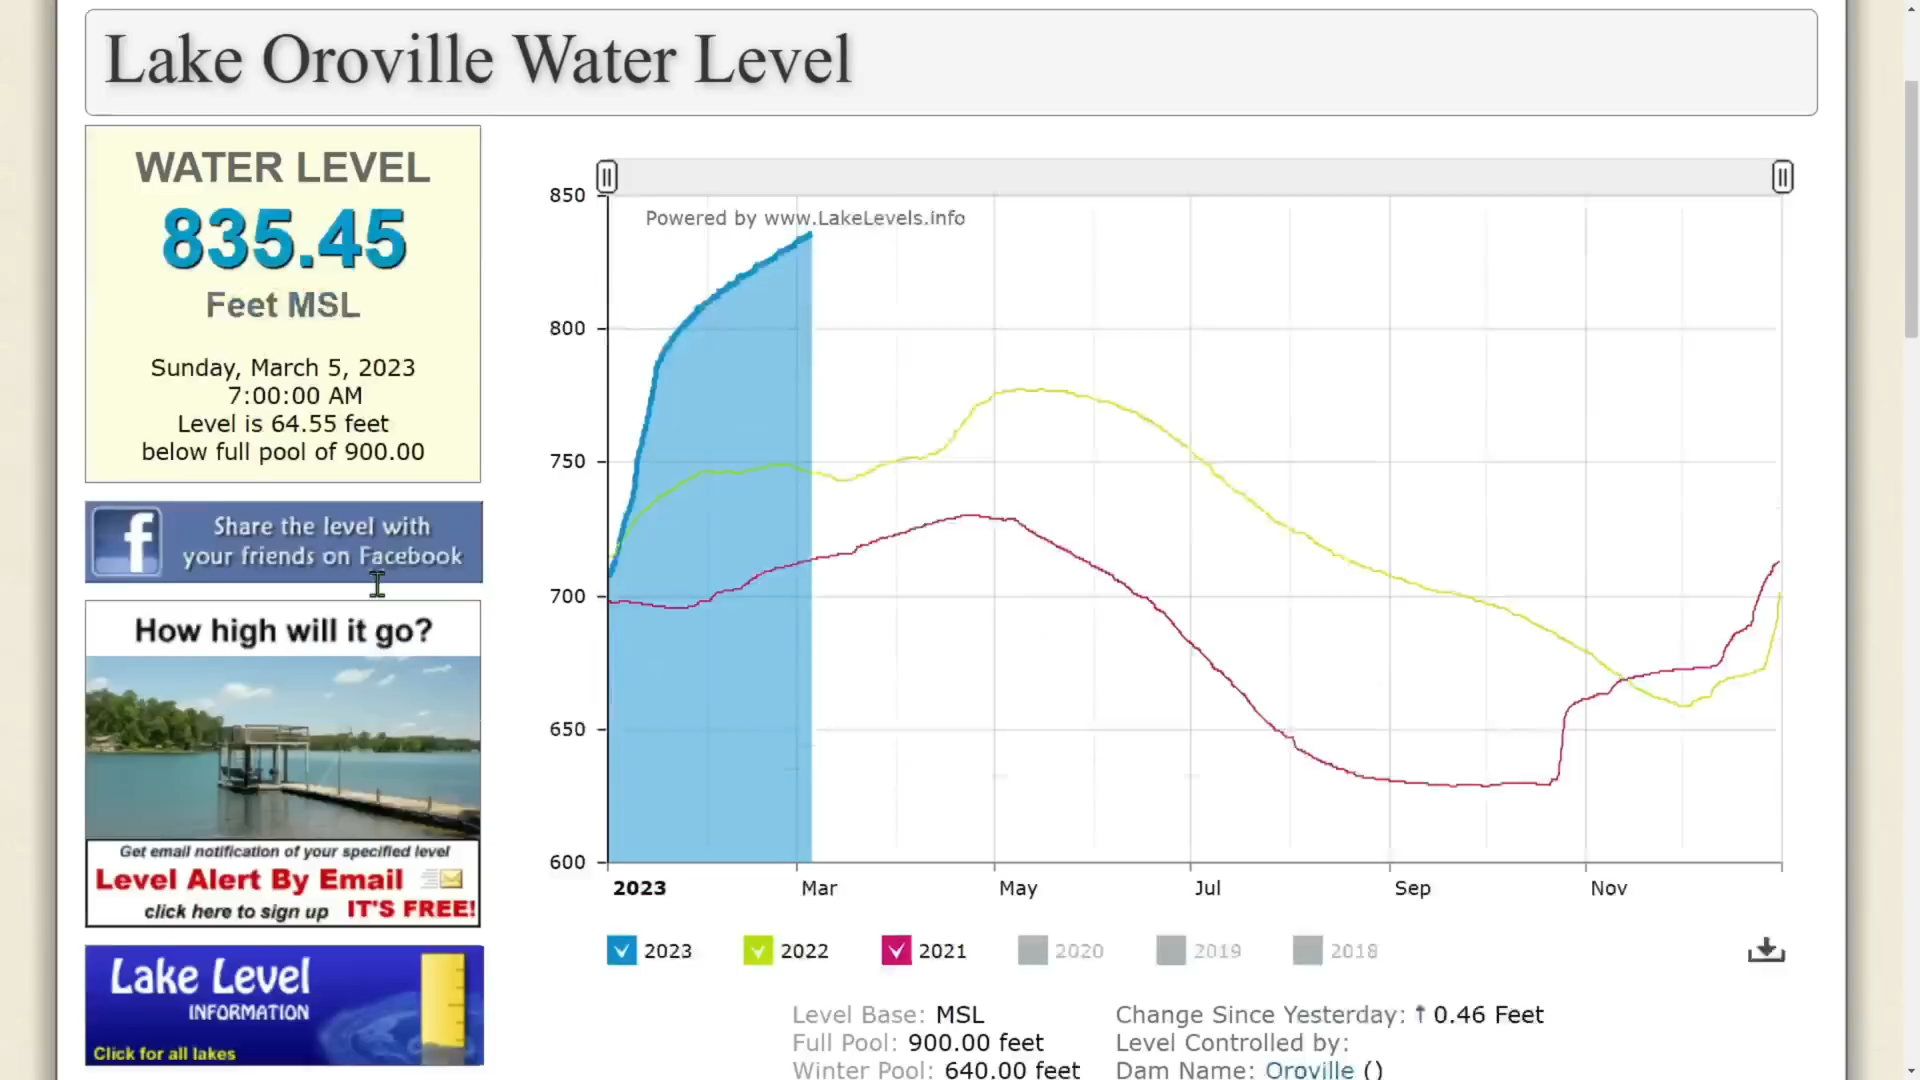 Lake Oroville Water Level
WATER LEVEL
835.45
Feet MSL
Sunday, March 5, 2023
7:00:00 AM
Level is 64.55 feet
below full pool of 900.00
f
Share the level with
your friends on Facebook
How high will it go?
Get email notification of your specified level
Level Alert By Email
click here to sign up IT'S FREE!
Lake Level
INFORMATION
Click for all lakes
Powered by www.LakeLevels.info
850
800
750
700
650
600
2023 Mar May Jul Sep Nov
2023 2022 2021 2020 2019 2018
Level Base: MSL
Full Pool: 900.00 feet
Winter Pool: 640.00 feet
Change Since Yesterday: ↑ 0.46 Feet
Level Controlled by:
Dam Name: Oroville ()